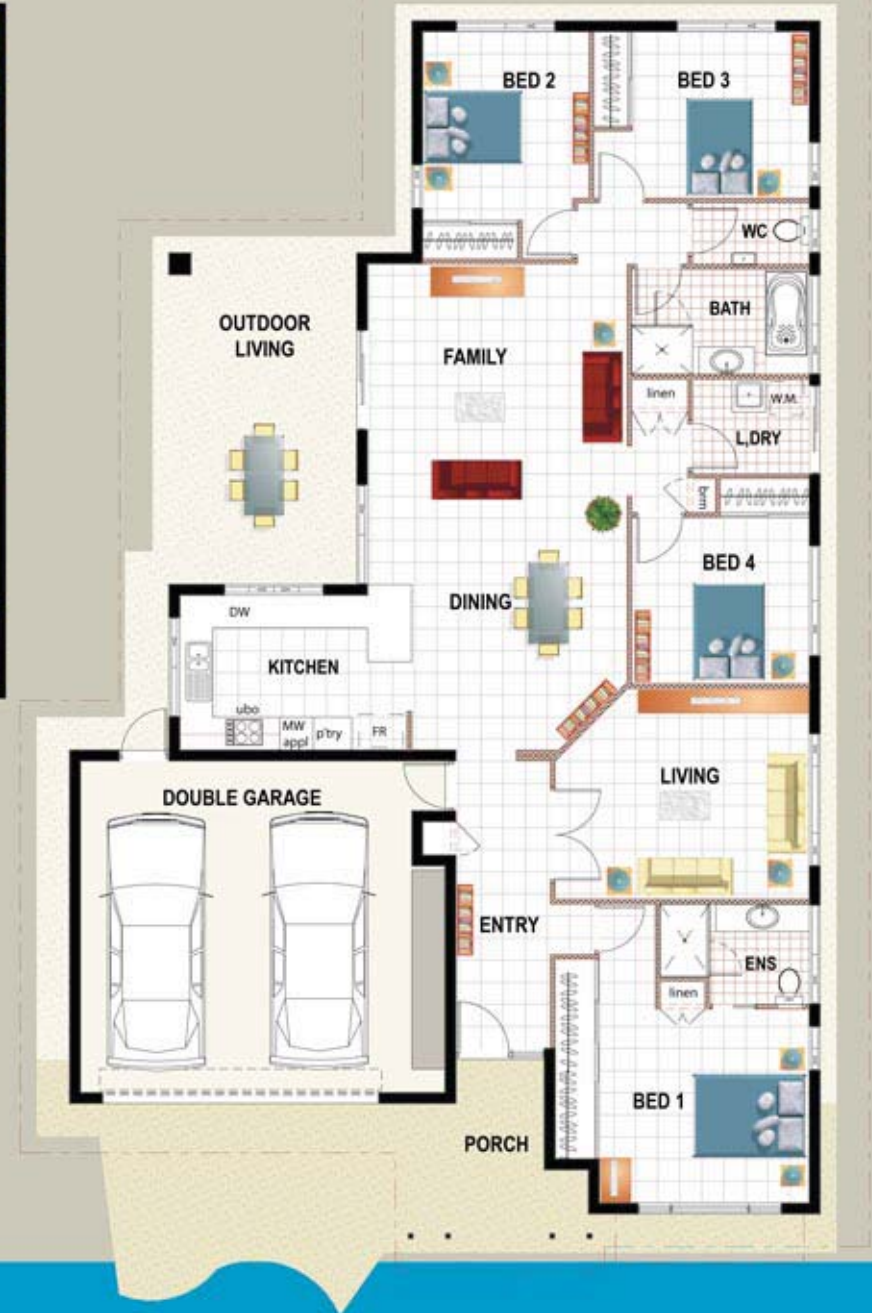 BED 2
BED 3
WC
BATH
OUTDOOR
LIVING
FAMILY
linen
W.M.
L,DRY
brm
BED 4
DINING
DW
KITCHEN
ubo
MW
appl
p'try
FR
LIVING
DOUBLE GARAGE
ENTRY
ENS
linen
BED 1
PORCH